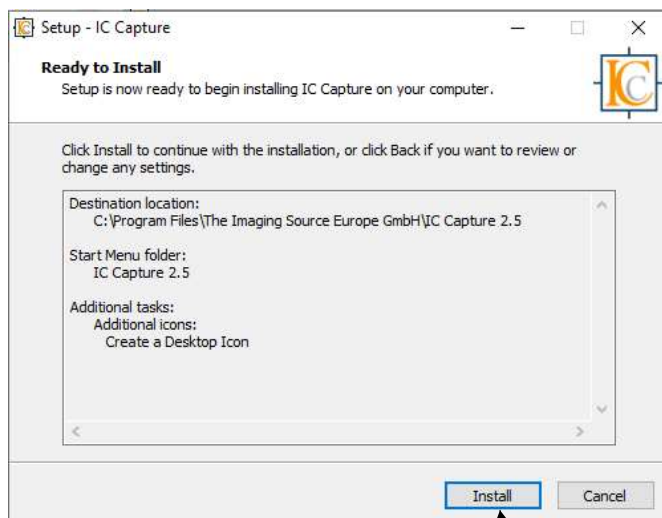 Setup - IC Capture
Ready to Install
Setup is now ready to begin installing IC Capture on your computer.
IC
Click Install to continue with the installation, or click Back if you want to review or
change any settings.
Destination location:
C:\Program Files\The Imaging Source Europe GmbH\IC Capture 2.5
Start Menu folder:
IC Capture 2.5
Additional tasks:
Additional icons:
Create a Desktop Icon
Install
Cancel